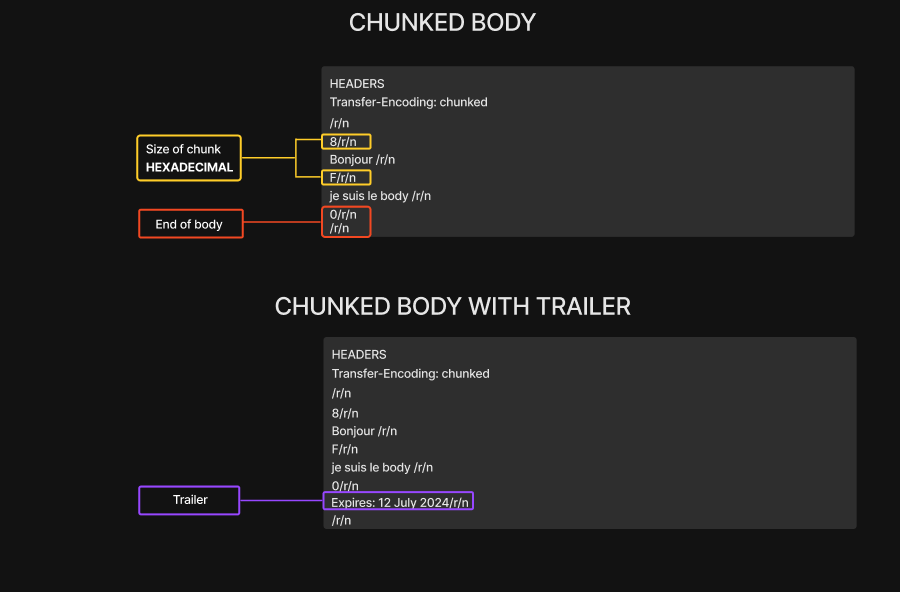 CHUNKED BODY
HEADERS
Transfer-Encoding: chunked
/r/n
Size of chunk
HEXADECIMAL
8/r/n
Bonjour /r/n
F/r/n
je suis le body /r/n
End of body
0/r/n
/r/n
CHUNKED BODY WITH TRAILER
HEADERS
Transfer-Encoding: chunked
/r/n
8/r/n
Bonjour /r/n
F/r/n
je suis le body /r/n
0/r/n
Trailer
Expires: 12 July 2024/r/n
/r/n